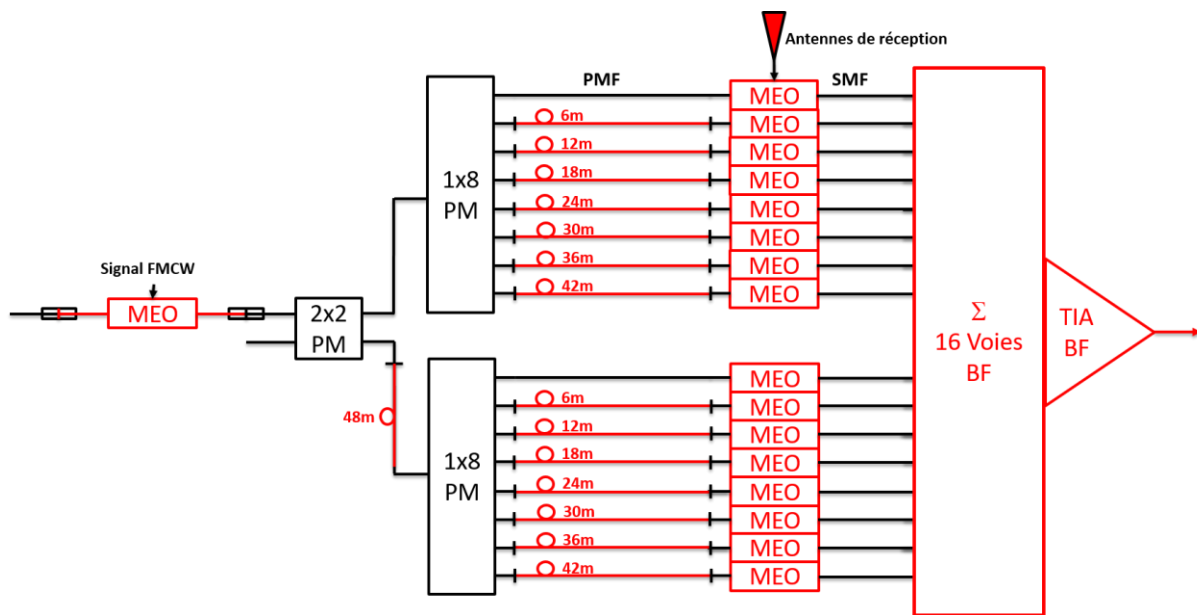 Antennes de réception
PMF
SMF
MEO
6m
MEO
12m
MEO
18m
MEO
24m
MEO
30m
MEO
36m
MEO
42m
MEO
1x8
PM
Signal FMCW
MEO
2x2
PM
48m
1x8
PM
MEO
6m
MEO
12m
MEO
18m
MEO
24m
MEO
30m
MEO
36m
MEO
42m
MEO
Σ
16 Voies
BF
TIA
BF